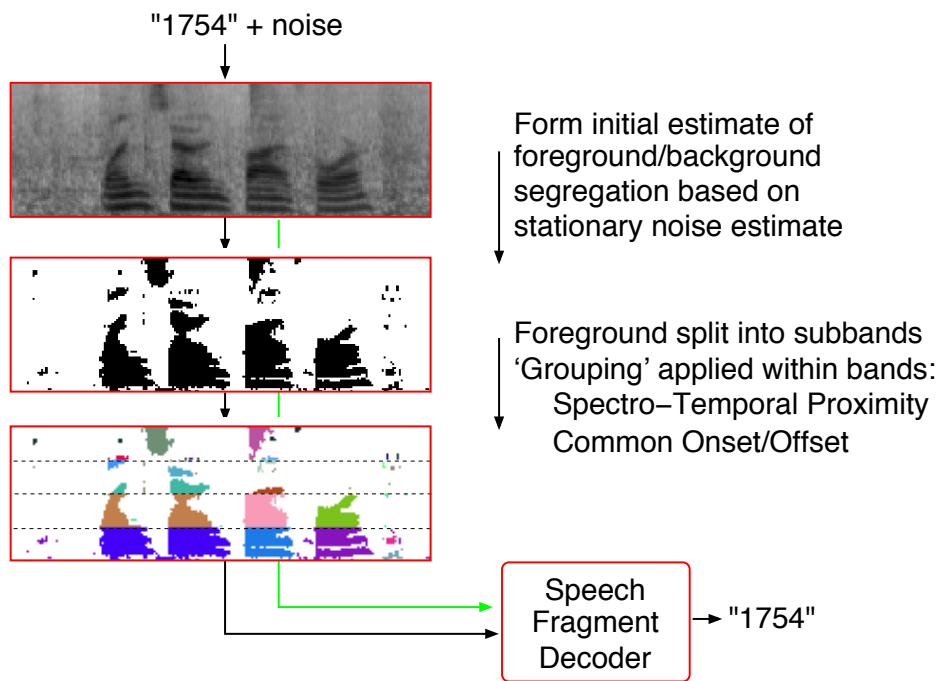 "1754" + noise
Form initial estimate of
foreground/background
segregation based on
stationary noise estimate
Foreground split into subbands
‘Grouping’ applied within bands:
Spectro−Temporal Proximity
Common Onset/Offset
Speech
Fragment
Decoder
"1754"